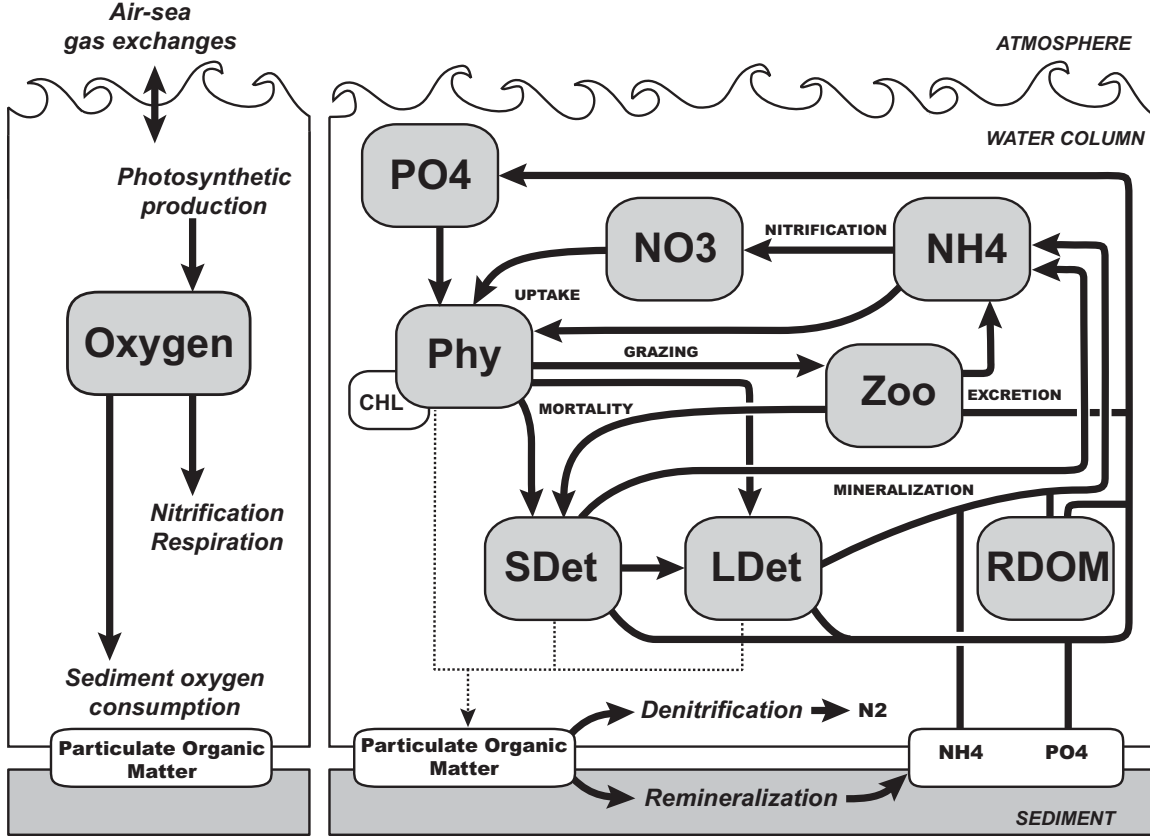 Air-sea
gas exchanges
Photosynthetic
production
Oxygen
Nitrification
Respiration
Sediment oxygen
consumption
Particulate Organic
Matter
ATMOSPHERE
WATER COLUMN
PO4
NO3
NITRIFICATION
NH4
UPTAKE
Phy
GRAZING
Zoo
CHL
MORTALITY
EXCRETION
MINERALIZATION
SDet
LDet
RDOM
Denitrification
N2
Particulate Organic
Matter
NH4
PO4
Remineralization
SEDIMENT